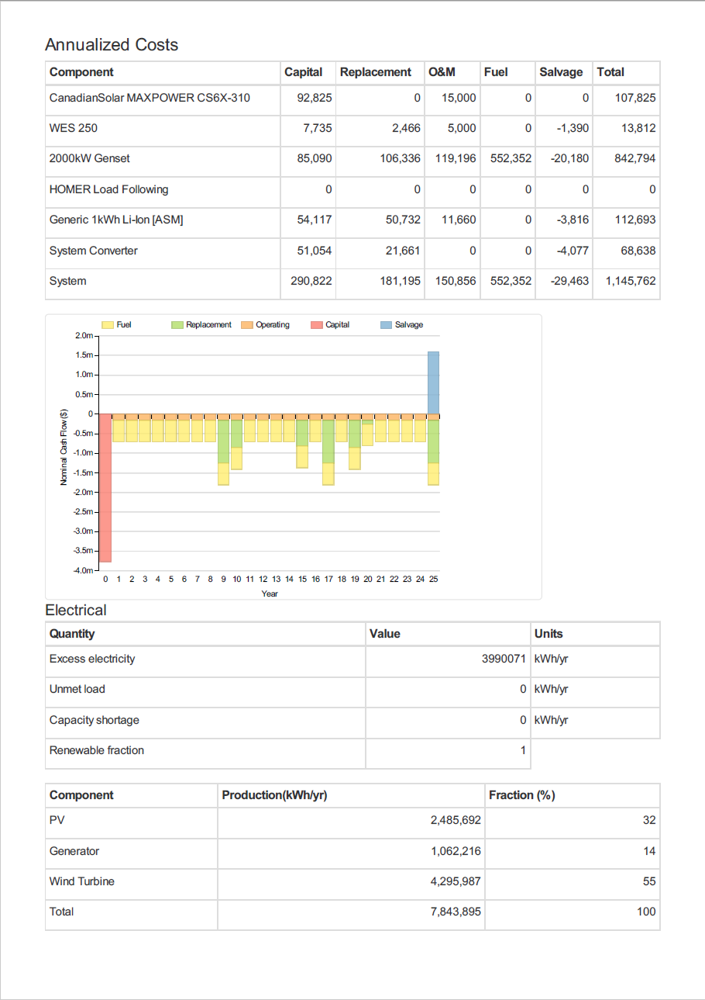 Annualized Costs
Component Capital Replacement O&M Fuel Salvage Total
CanadianSolar MAXPOWER CS6X-310 92,825 0 15,000 0 0 107,825
WES 250 7,735 2,466 5,000 0 -1,390 13,812
2000kW Genset 85,090 106,336 119,196 552,352 -20,180 842,794
HOMER Load Following 0 0 0 0 0 0
Generic 1kWh Li-Ion [ASM] 54,117 50,732 11,660 0 -3,816 112,693
System Converter 51,054 21,661 0 0 -4,077 68,638
System 290,822 181,195 150,856 552,352 -29,463 1,145,762
Fuel Replacement Operating Capital Salvage
2.0m
1.5m
1.0m
0.5m
0
-0.5m
-1.0m
-1.5m
-2.0m
-2.5m
-3.0m
-3.5m
-4.0m
Nominal Cash Flow ($)
0 1 2 3 4 5 6 7 8 9 10 11 12 13 14 15 16 17 18 19 20 21 22 23 24 25
Year
Electrical
Quantity Value Units
Excess electricity 3990071 kWh/yr
Unmet load 0 kWh/yr
Capacity shortage 0 kWh/yr
Renewable fraction 1
Component Production(kWh/yr) Fraction (%)
PV 2,485,692 32
Generator 1,062,216 14
Wind Turbine 4,295,987 55
Total 7,843,895 100